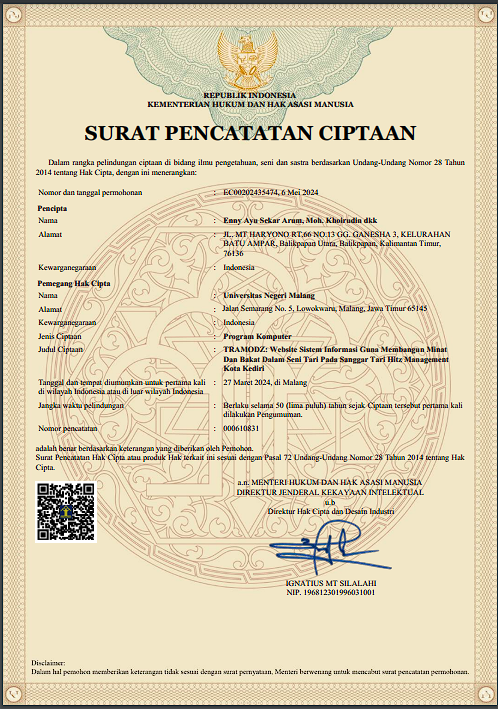 REPUBLIK INDONESIA
KEMENTERIAN HUKUM DAN HAK ASASI MANUSIA
SURAT PENCATATAN CIPTAAN
Dalam rangka pelindungan ciptaan di bidang ilmu pengetahuan, seni dan sastra berdasarkan Undang-Undang Nomor 28 Tahun
2014 tentang Hak Cipta, dengan ini menerangkan:
Nomor dan tanggal permohonan : EC00202435474, 6 Mei 2024
Pencipta
Nama : Enny Ayu Sekar Arum, Moh. Khoirudin dkk
Alamat : JL. MT HARYONO RT.66 NO.13 GG. GANESHA 3, KELURAHAN
BATU AMPAR, Balikpapan Utara, Balikpapan, Kalimantan Timur,
76136
Kewarganegaraan : Indonesia
Pemegang Hak Cipta
Nama : Universitas Negeri Malang
Alamat : Jalan Semarang No. 5, Lowokwaru, Malang, Jawa Timur 65145
Kewarganegaraan : Indonesia
Jenis Ciptaan : Program Komputer
Judul Ciptaan : TRAMODZ: Website Sistem Informasi Guna Membangun Minat
Dan Bakat Dalam Seni Tari Pada Sanggar Tari Hitz Management
Kota Kediri
Tanggal dan tempat diumumkan untuk pertama kali : 27 Maret 2024, di Malang
di wilayah Indonesia atau di luar wilayah Indonesia
Jangka waktu pelindungan : Berlaku selama 50 (lima puluh) tahun sejak Ciptaan tersebut pertama kali
dilakukan Pengumuman.
Nomor pencatatan : 000610831
adalah benar berdasarkan keterangan yang diberikan oleh Pemohon.
Surat Pencatatan Hak Cipta atau produk Hak terkait ini sesuai dengan Pasal 72 Undang-Undang Nomor 28 Tahun 2014 tentang Hak
Cipta.
a.n. MENTERI HUKUM DAN HAK ASASI MANUSIA
DIREKTUR JENDERAL KEKAYAAN INTELEKTUAL
u.b
Direktur Hak Cipta dan Desain Industri
IGNATIUS MT SILALAHI
NIP. 196812301996031001
Disclaimer:
Dalam hal pemohon memberikan keterangan tidak sesuai dengan surat pernyataan, Menteri berwenang untuk mencabut surat pencatatan permohonan.